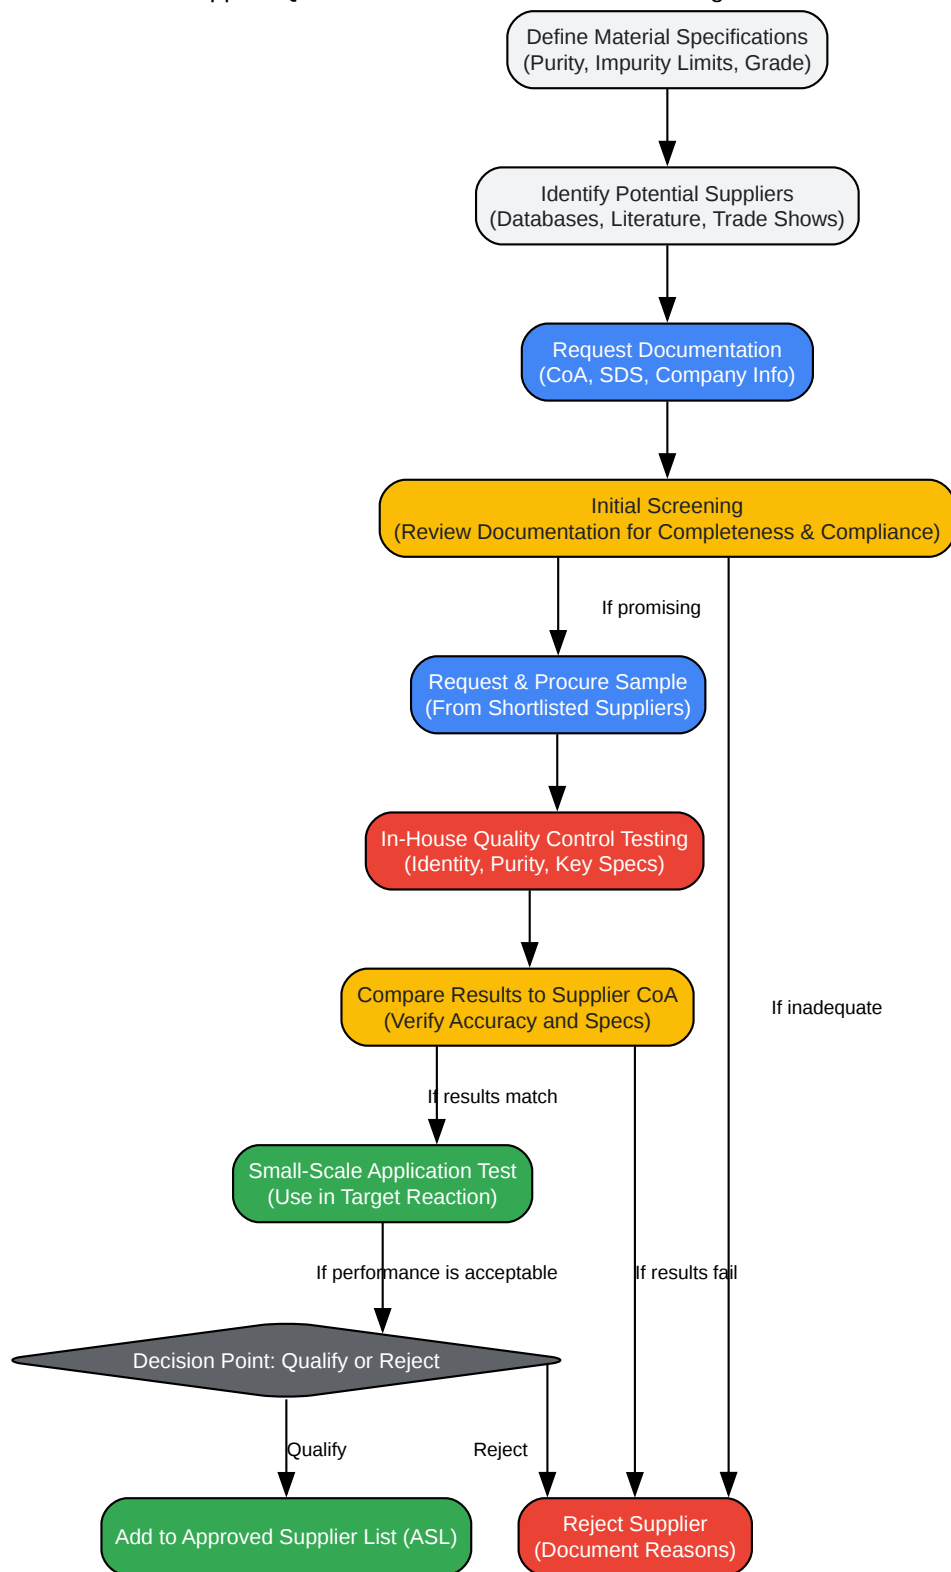 Define Material Specifications
(Purity, Impurity Limits, Grade)
Identify Potential Suppliers
(Databases, Literature, Trade Shows)
Request Documentation
(CoA, SDS, Company Info)
Initial Screening
(Review Documentation for Completeness & Compliance)
If promising
Request & Procure Sample
(From Shortlisted Suppliers)
In-House Quality Control Testing
(Identity, Purity, Key Specs)
Compare Results to Supplier CoA
(Verify Accuracy and Specs)
If inadequate
If results match
Small-Scale Application Test
(Use in Target Reaction)
If performance is acceptable
If results fail
Decision Point: Qualify or Reject
Qualify
Reject
Add to Approved Supplier List (ASL)
Reject Supplier
(Document Reasons)